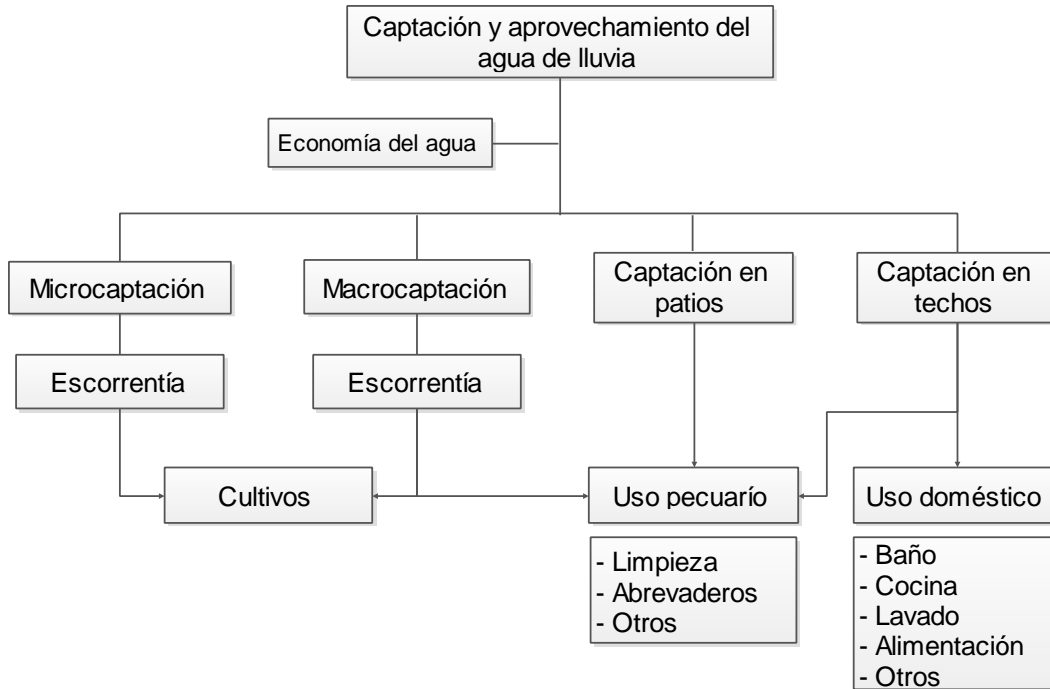 Captación y aprovechamiento del
agua de lluvia
Economía del agua
Microcaptación
Macrocaptación
Captación en
patios
Captación en
techos
Escorrentía
Escorrentía
Cultivos
Uso pecuarío
Uso doméstico
- Limpieza
- Abrevaderos
- Otros
- Baño
- Cocina
- Lavado
- Alimentación
- Otros